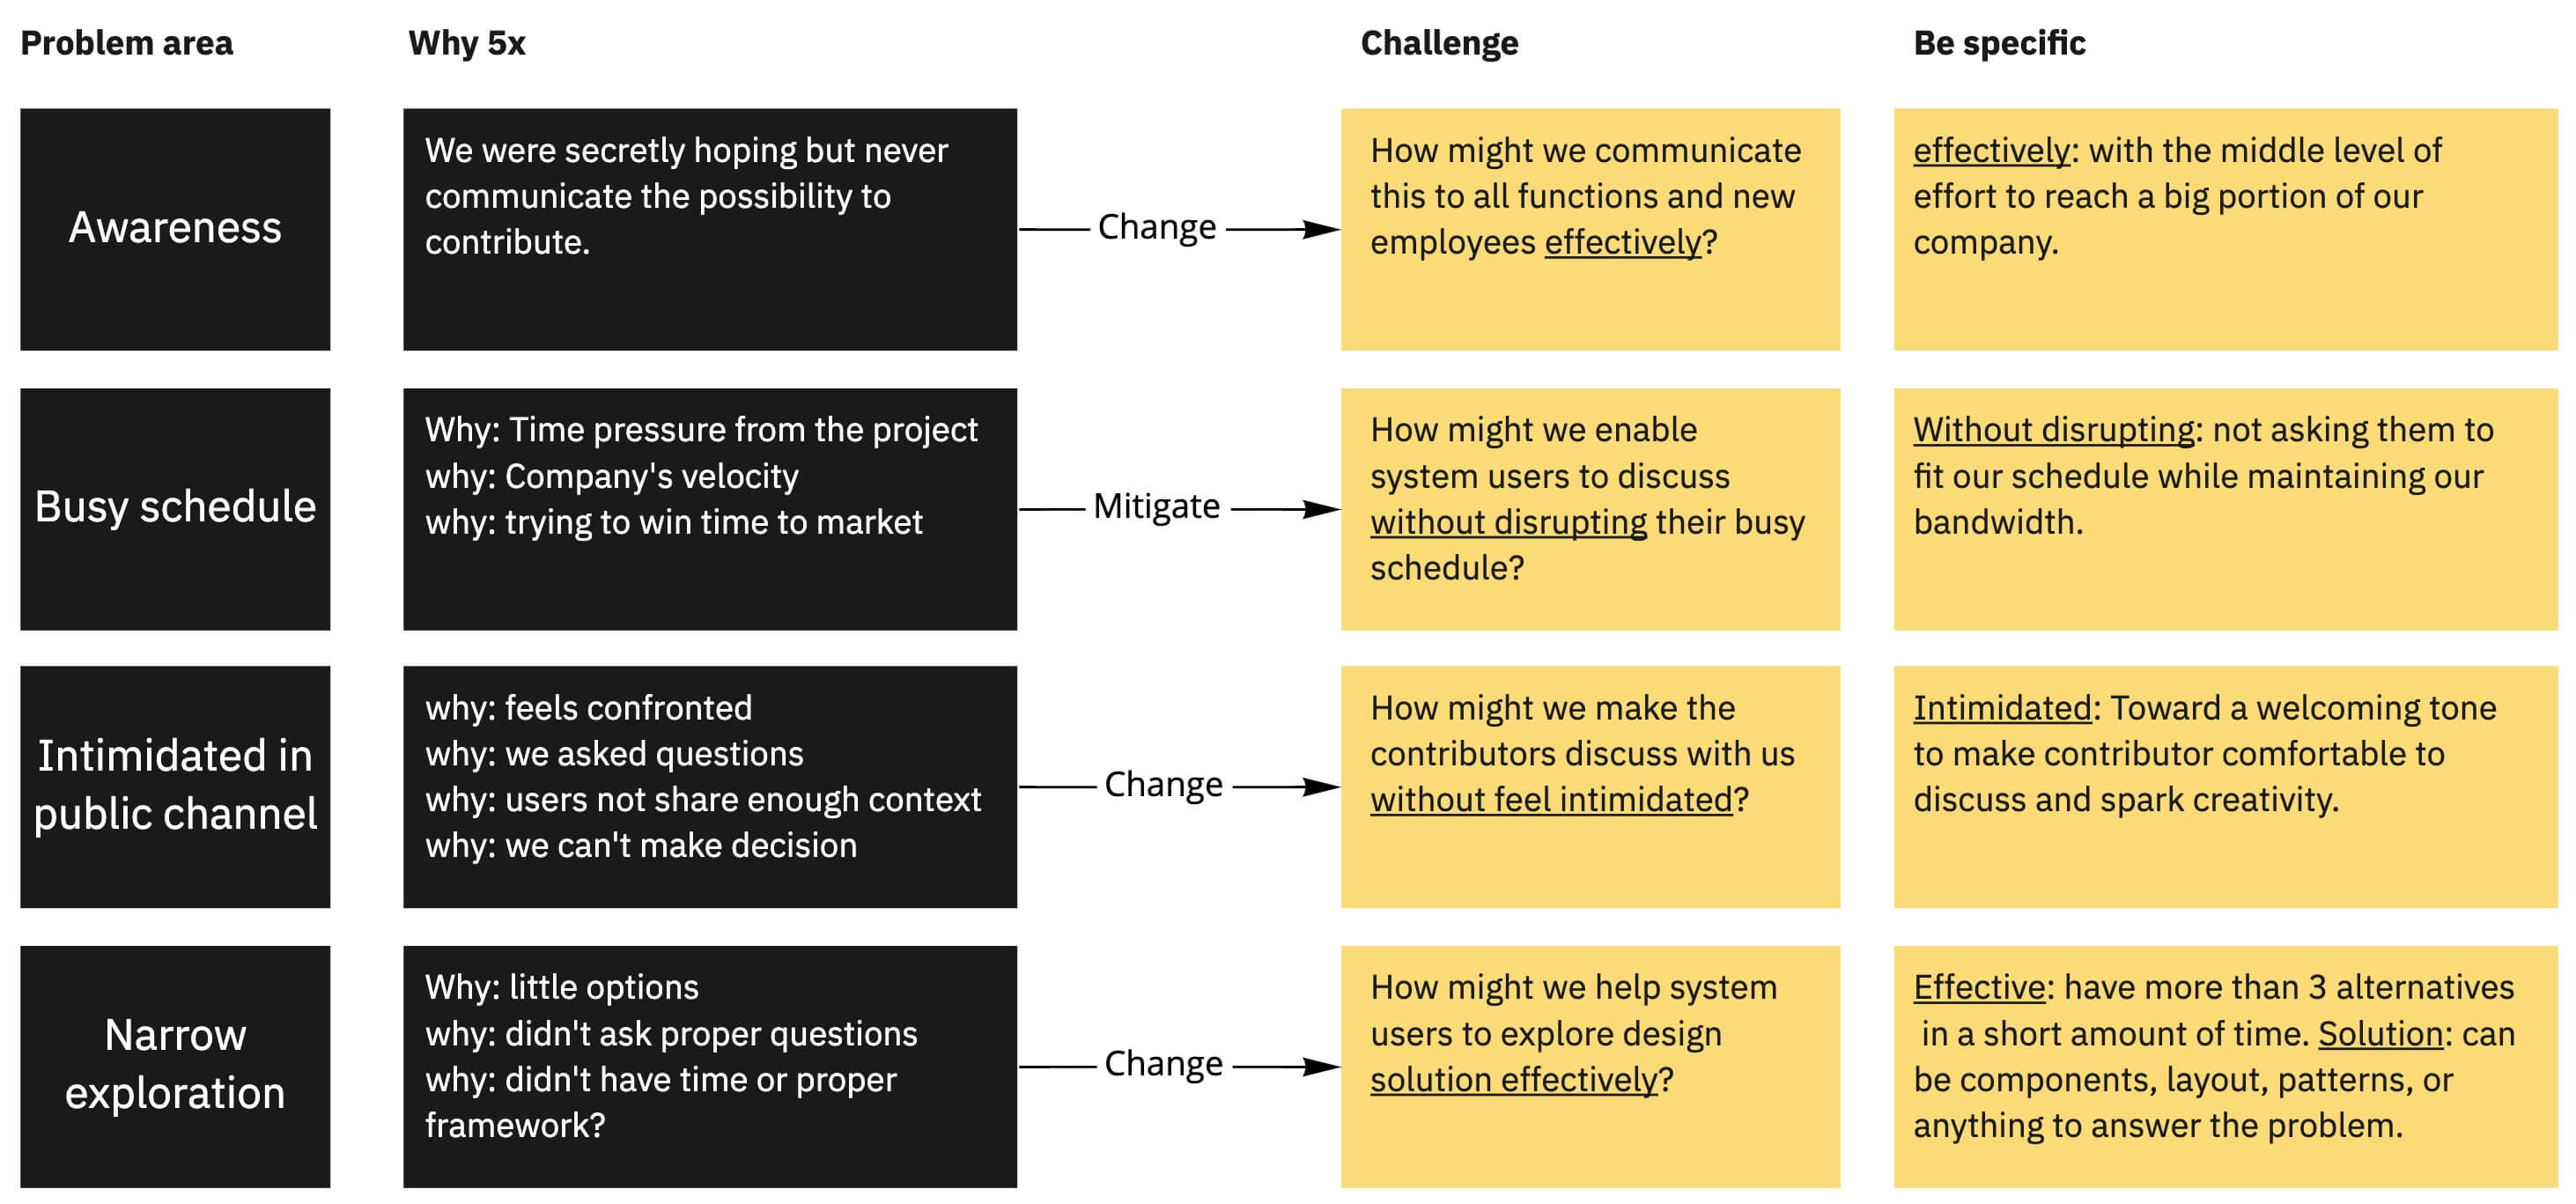 Problem area
Why 5x
Challenge
Be specific
Awareness
We were secretly hoping but never
communicate the possibility to
contribute.
Change
How might we communicate
this to all functions and new
employees effectively?
effectively: with the middle level of
effort to reach a big portion of our
company.
Busy schedule
Why: Time pressure from the project
why: Company's velocity
why: trying to win time to market
Mitigate
How might we enable
system users to discuss
without disrupting their busy
schedule?
Without disrupting: not asking them to
fit our schedule while maintaining our
bandwidth.
Intimidated in
public channel
why: feels confronted
why: we asked questions
why: users not share enough context
why: we can't make decision
Change
How might we make the
contributors discuss with us
without feel intimidated?
Intimidated: Toward a welcoming tone
to make contributor comfortable to
discuss and spark creativity.
Narrow
exploration
Why: little options
why: didn't ask proper questions
why: didn't have time or proper
framework?
Change
How might we help system
users to explore design
solution effectively?
Effective: have more than 3 alternatives
in a short amount of time. Solution: can
be components, layout, patterns, or
anything to answer the problem.